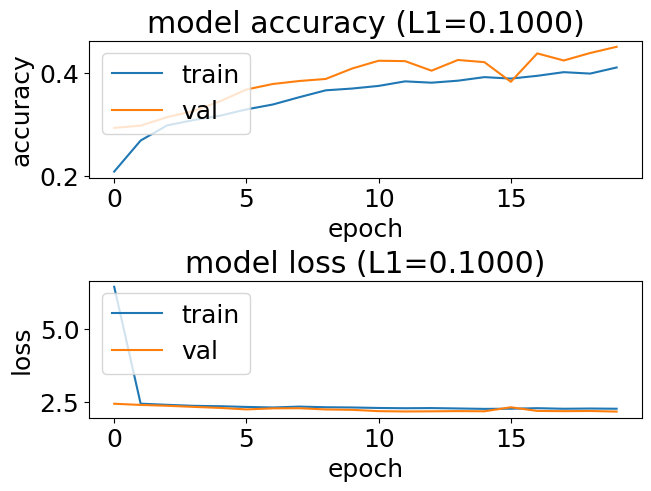 model accuracy (L1=0.1000)
accuracy
0.4
0.2
train
val
0 5 10 15
epoch
model loss (L1=0.1000)
loss
5.0
2.5
train
val
0 5 10 15
epoch